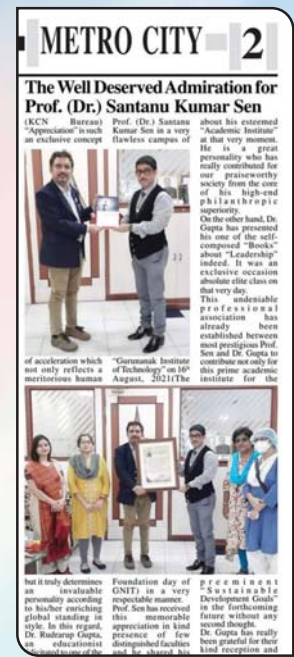 METRO CITY 2
The Well Deserved Admiration for
Prof. (Dr.) Santanu Kumar Sen
(KCN Bureau)
"Appreciation" is such
an exclusive concept
of acceleration which
not only reflects a
meritorious human
but it truly determines
an invaluable
personality according
to his/her enriching
global standing in
style. In this regard,
Dr. Rudrarup Gupta,
an educationist
felicitated to one of the
Prof. (Dr.) Santanu
Kumar Sen in a very
flawless campus of
"Gurunanak Institute
of Technology" on 16th
August, 2021(The
Foundation day of
GNIT) in a very
respectable manner.
Prof. Sen has received
this memorable
appreciation in kind
presence of few
distinguished faculties
and he shared his
about his esteemed
"Academic Institute"
at that very moment.
He is a great
personality who has
really contributed for
our praiseworthy
society from the core
of his high-end
philanthropic
superiority.
On the other hand, Dr.
Gupta has presented
his one of the self-
composed "Books"
about "Leadership"
indeed. It was an
exclusive occasion
absolute elite class on
that very day.
This undeniable
professional
association has
already been
established between
most prestigious Prof.
Sen and Dr. Gupta to
contribute not only for
this prime academic
institute for the
preeminent
"Sustainable
Development Goals"
in the forthcoming
future without any
second thought.
Dr. Gupta has really
been grateful for their
kind reception and